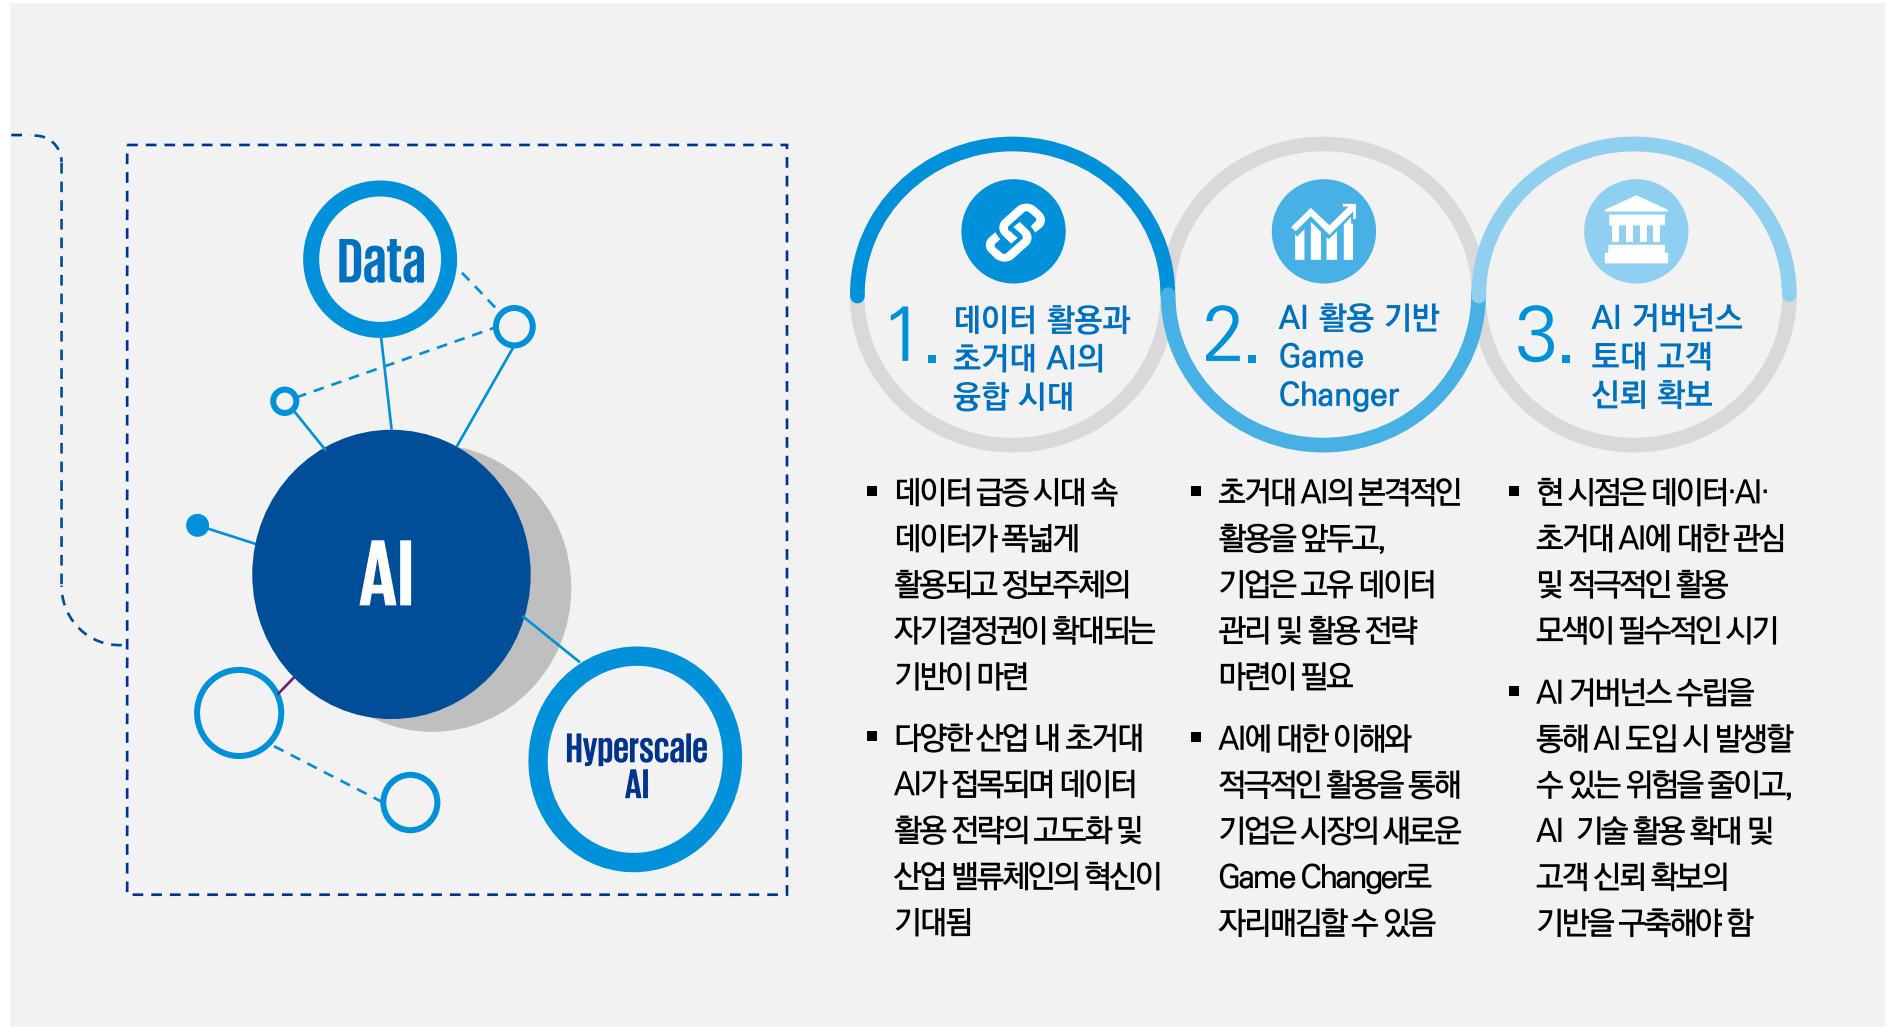 Data
AI
Hyperscale
AI
1.
데이터 활용과
초거대 AI의
융합 시대
데이터 급증 시대 속
데이터가 폭넓게
활용되고 정보주체의
자기결정권이 확대되는
기반이 마련
다양한 산업 내 초거대
AI가 접목되며 데이터
활용 전략의 고도화 및
산업 밸류체인의 혁신이
기대됨
2.
AI 활용 기반
Game
Changer
초거대 AI의 본격적인
활용을 앞두고,
기업은 고유 데이터
관리 및 활용 전략
마련이 필요
AI에 대한 이해와
적극적인 활용을 통해
기업은 시장의 새로운
Game Changer로
자리매김할 수 있음
3.
AI 거버넌스
토대 고객
신뢰 확보
현 시점은 데이터·AI·
초거대 AI에 대한 관심
및 적극적인 활용
모색이 필수적인 시기
AI 거버넌스 수립을
통해 AI 도입 시 발생할
수 있는 위험을 줄이고,
AI 기술 활용 확대 및
고객 신뢰 확보의
기반을 구축해야 함